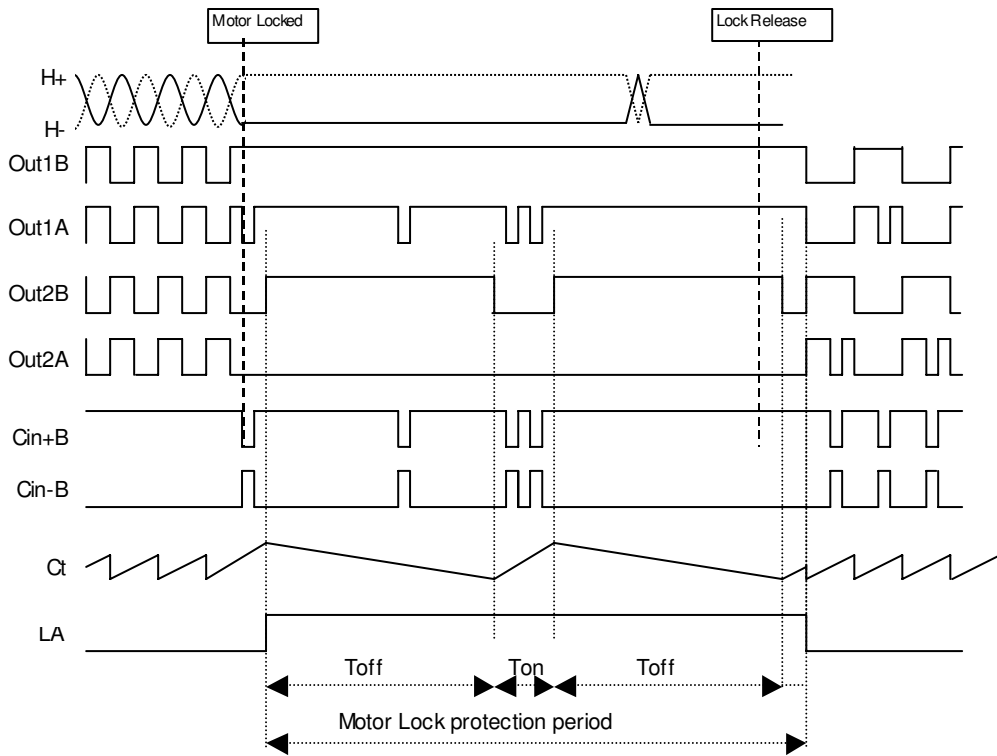 Motor Locked
Lock Release
H+
H-
Out1B
Out1A
Out2B
Out2A
Cin+B
Cin-B
Ct
LA
Toff
Ton
Toff
Motor Lock protection period